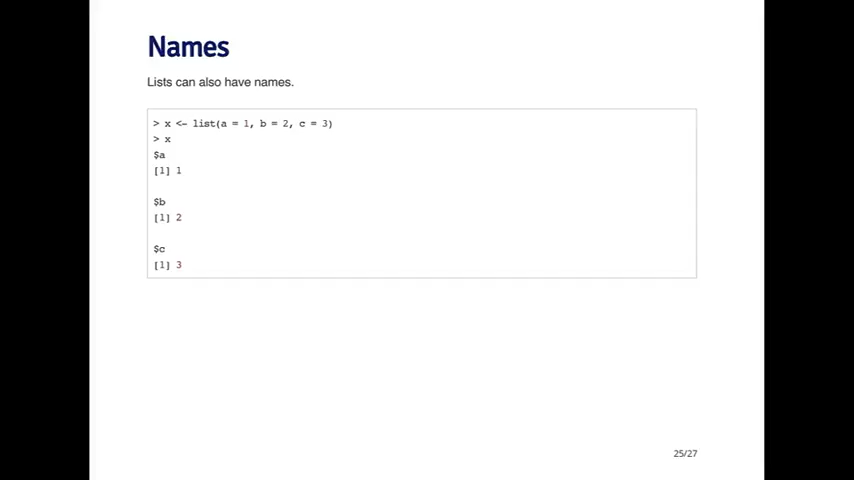 Names
Lists can also have names.
> x <- list(a = 1, b = 2, c = 3)
> x
$a
[1] 1
$b
[1] 2
$c
[1] 3
25/27